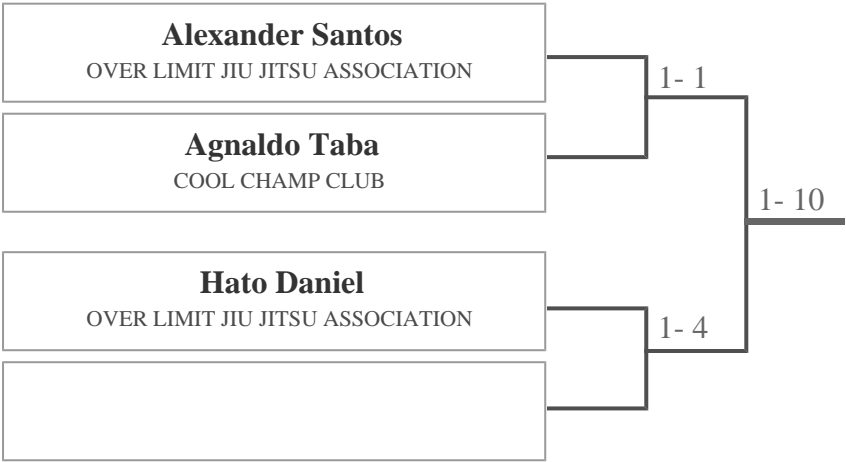 Alexander Santos
OVER LIMIT JIU JITSU ASSOCIATION
1- 1
Agnaldo Taba
COOL CHAMP CLUB
1- 10
Hato Daniel
OVER LIMIT JIU JITSU ASSOCIATION
1- 4